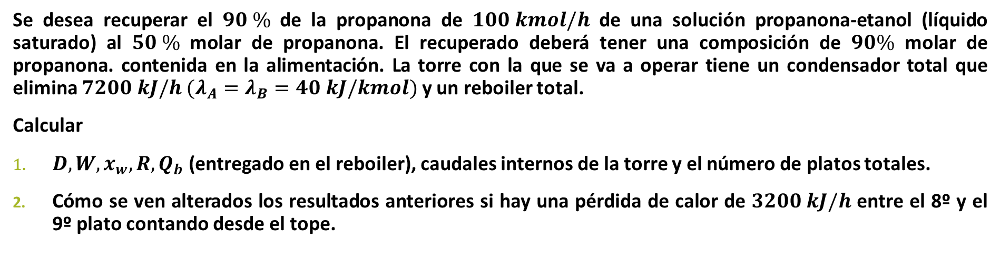 Se desea recuperar el 90 % de la propanona de 100 kmol/h de una solución propanona-etanol (líquido
saturado) al 50 % molar de propanona. El recuperado deberá tener una composición de 90% molar de
propanona. contenida en la alimentación. La torre con la que se va a operar tiene un condensador total que
elimina 7200 kJ/h (λ_A = λ_B = 40 kJ/kmol) y un reboiler total.
Calcular
1. D, W, x_w, R, Q_b (entregado en el reboiler), caudales internos de la torre y el número de platos totales.
2. Cómo se ven alterados los resultados anteriores si hay una pérdida de calor de 3200 kJ/h entre el 8º y el
9º plato contando desde el tope.